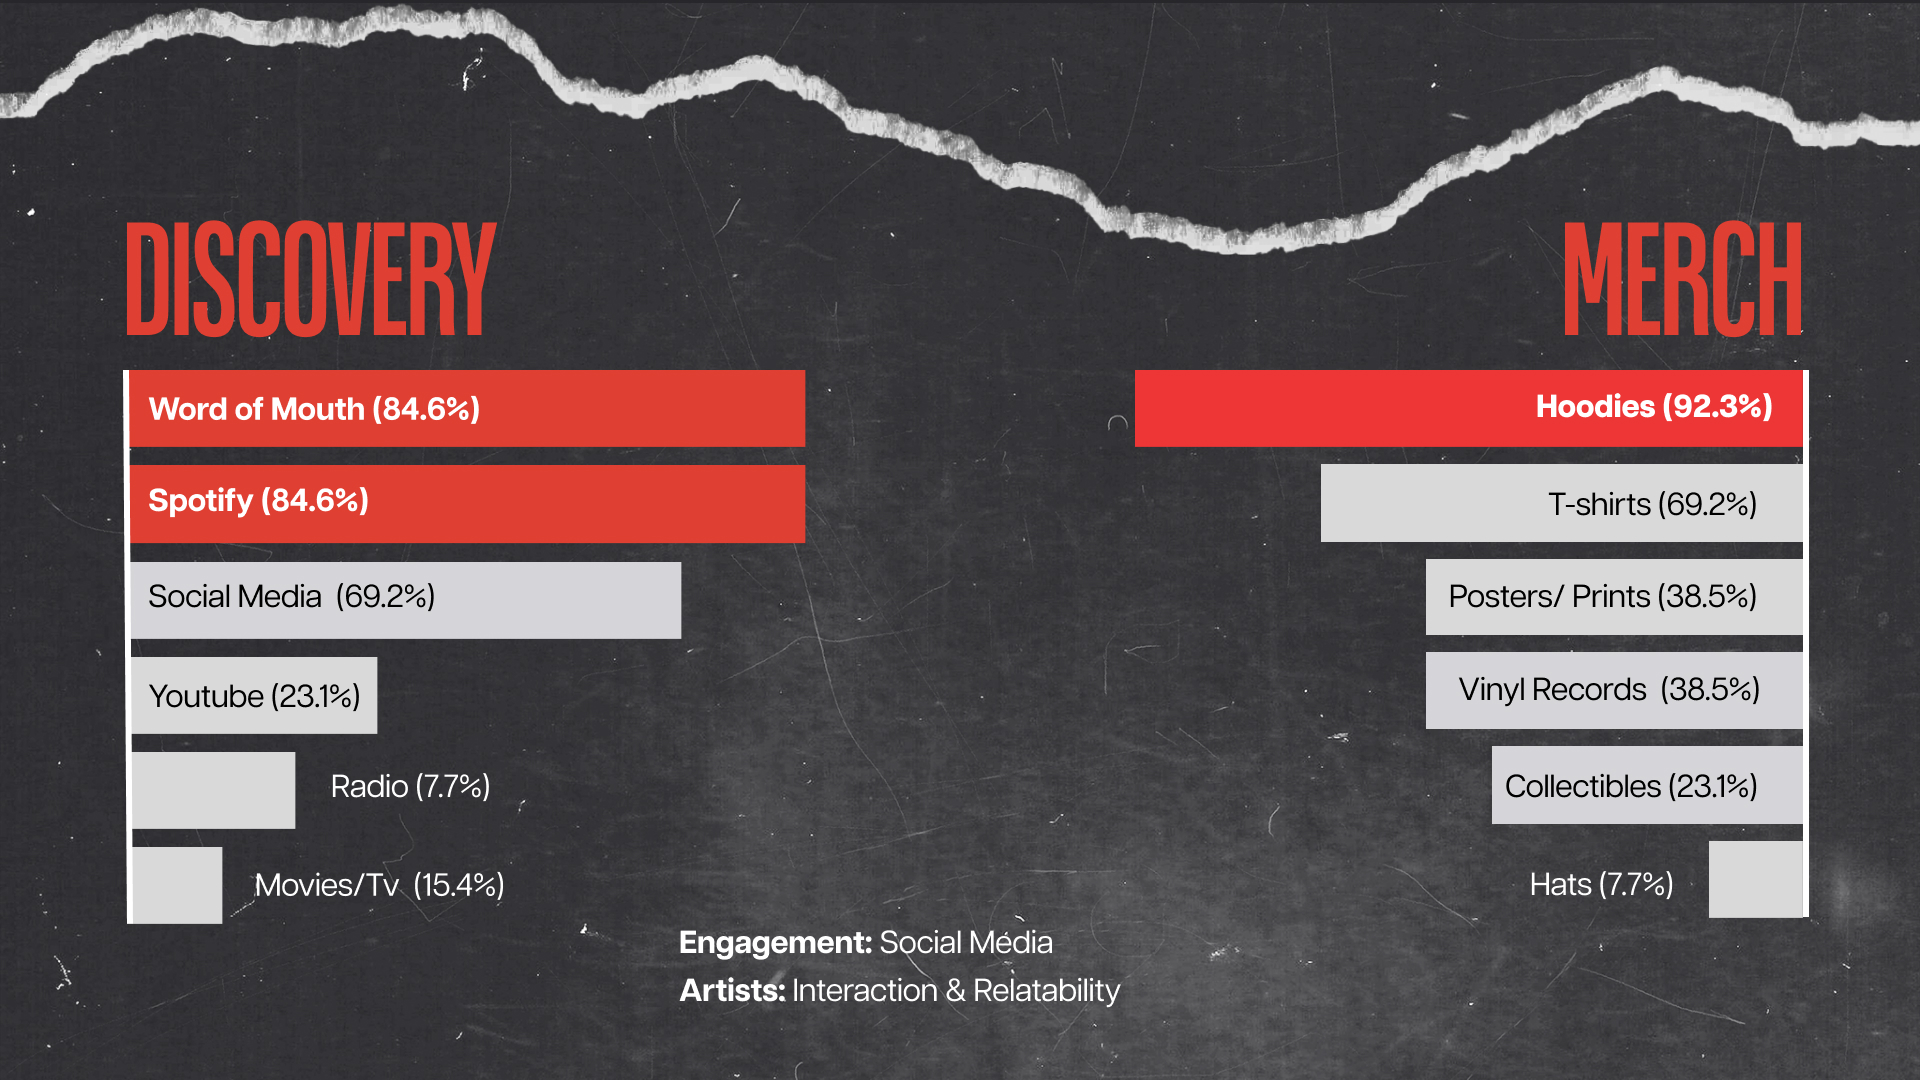 DISCOVERY
Word of Mouth (84.6%)
Spotify (84.6%)
Social Media (69.2%)
Youtube (23.1%)
Radio (7.7%)
Movies/Tv (15.4%)
MERCH
Hoodies (92.3%)
T-shirts (69.2%)
Posters/ Prints (38.5%)
Vinyl Records (38.5%)
Collectibles (23.1%)
Hats (7.7%)
Engagement: Social Media
Artists: Interaction & Relatability